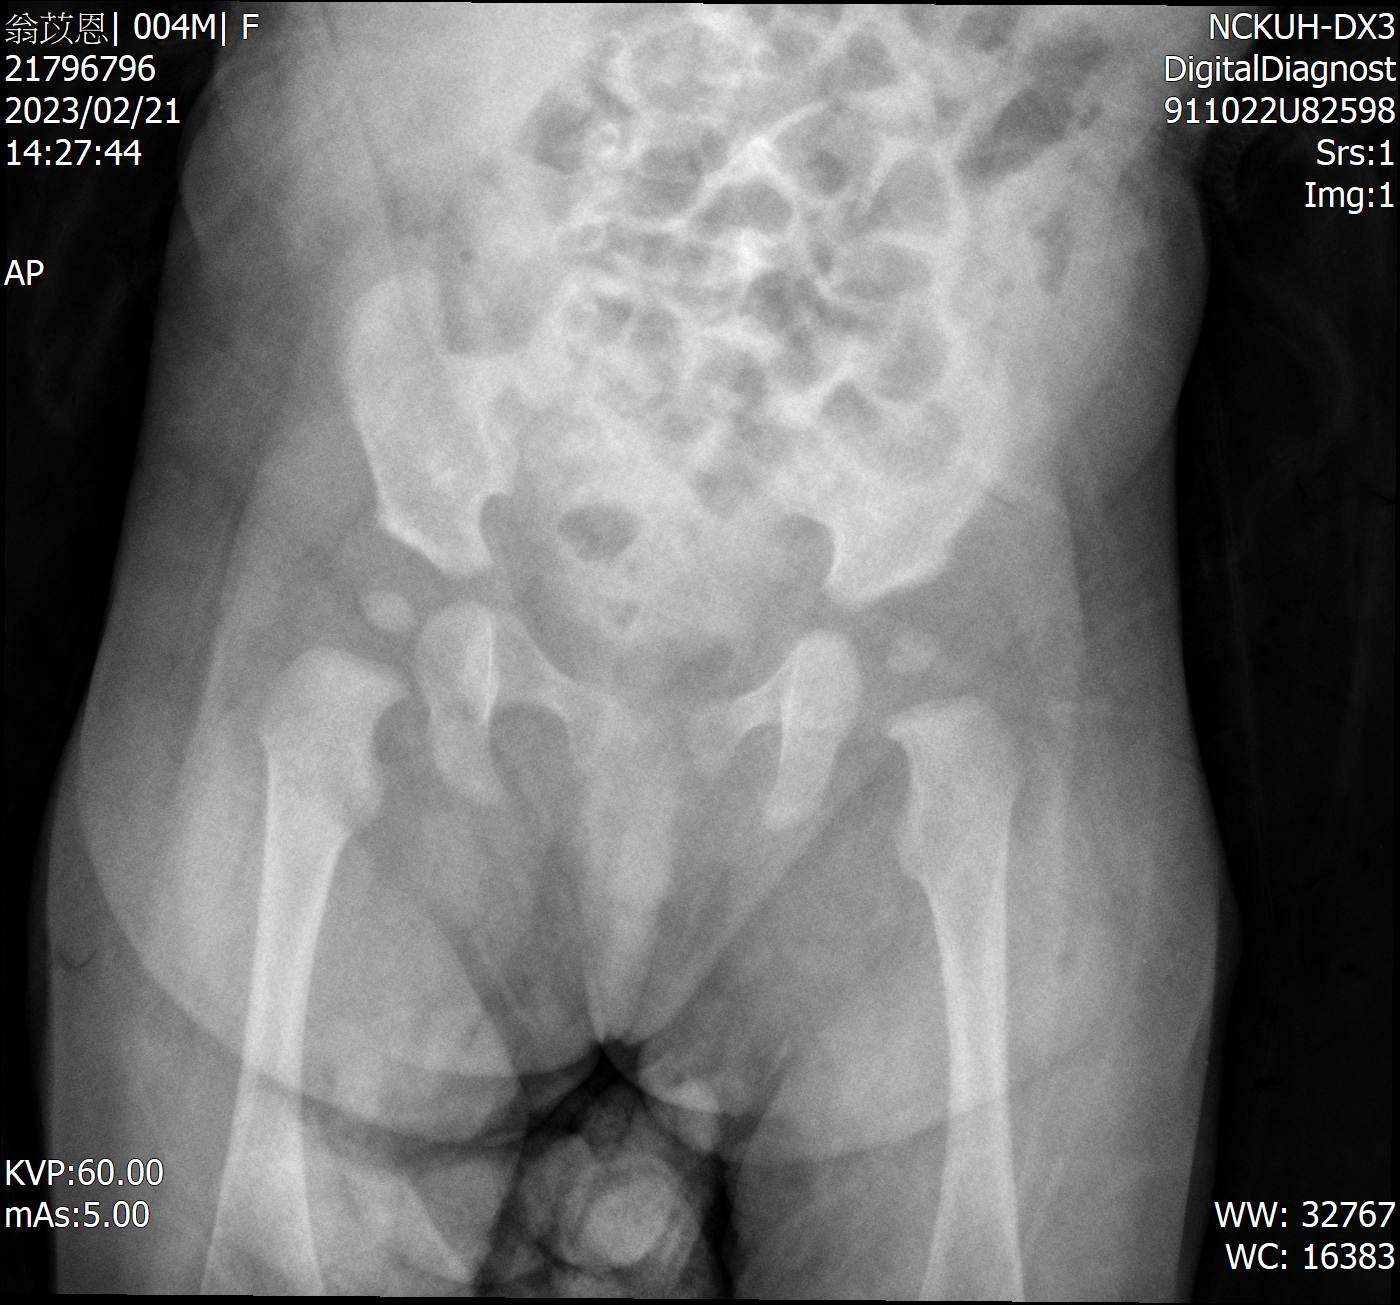 翁苡恩| 004M| F
21796796
2023/02/21
14:27:44
AP
NCKUH-DX3
DigitalDiagnost
911022U82598
Srs:1
Img:1
KVP:60.00
mAs:5.00
WW: 32767
WC: 16383